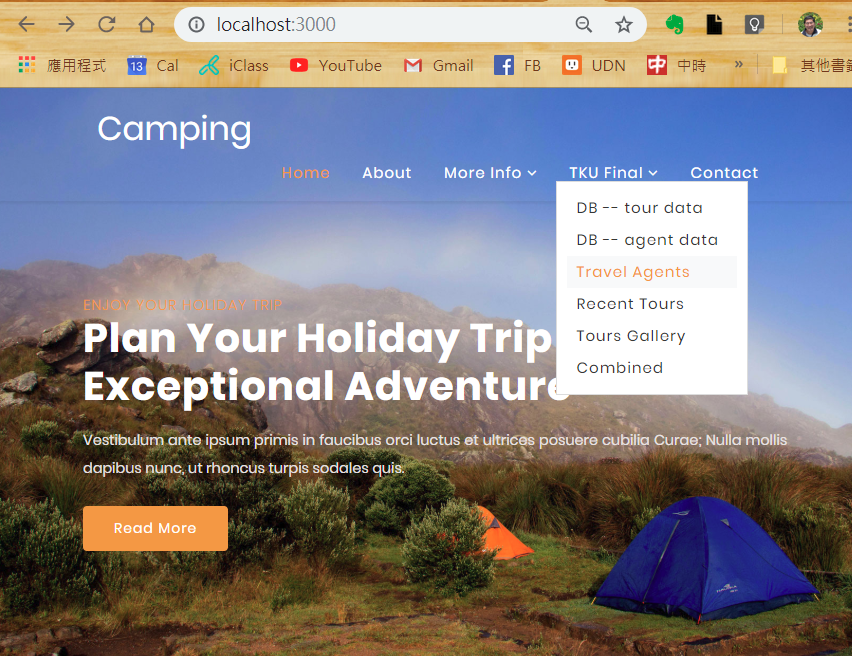 localhost:3000
應用程式 13 Cal iClass YouTube Gmail FB UDN 中 中時 » 其他書
Camping
Home About More Info TKU Final Contact
DB -- tour data
DB -- agent data
Travel Agents
Recent Tours
Tours Gallery
Combined
ENJOY YOUR HOLIDAY TRIP
Plan Your Holiday Trip
Exceptional Adventure
Vestibulum ante ipsum primis in faucibus orci luctus et ultrices posuere cubilia Curae; Nulla mollis
dapibus nunc, ut rhoncus turpis sodales quis.
Read More